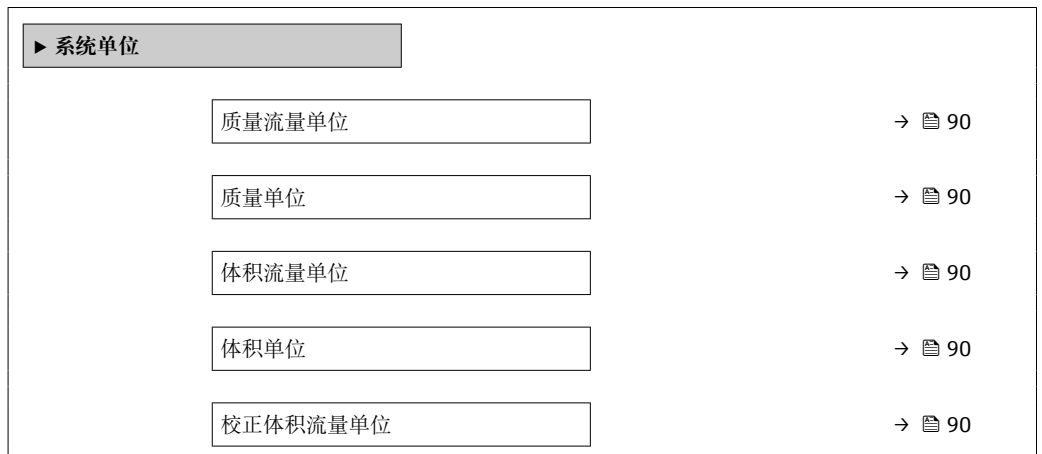 ▶ 系统单位
质量流量单位 → 90
质量单位 → 90
体积流量单位 → 90
体积单位 → 90
校正体积流量单位 → 90